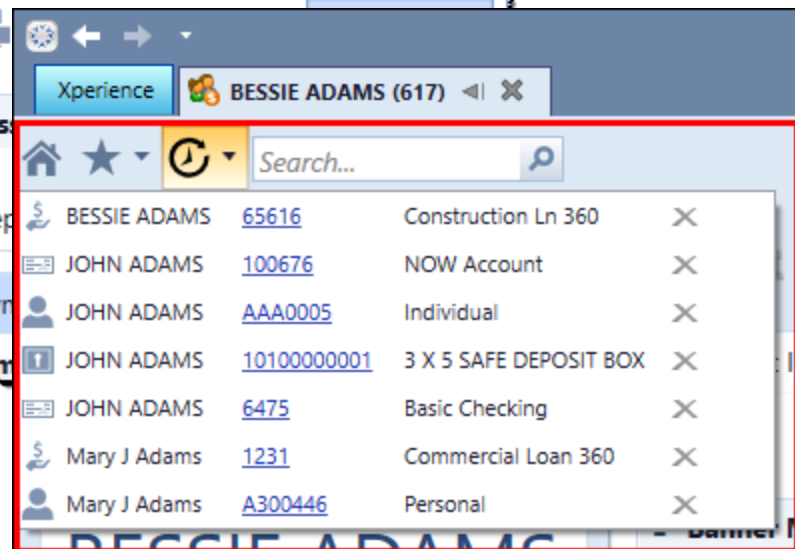 Xperience BESSIE ADAMS (617)
Search...
BESSIE ADAMS 65616 Construction Ln 360
JOHN ADAMS 100676 NOW Account
JOHN ADAMS AAA0005 Individual
JOHN ADAMS 10100000001 3 X 5 SAFE DEPOSIT BOX
JOHN ADAMS 6475 Basic Checking
Mary J Adams 1231 Commercial Loan 360
Mary J Adams A300446 Personal
BESSIE ADAMS